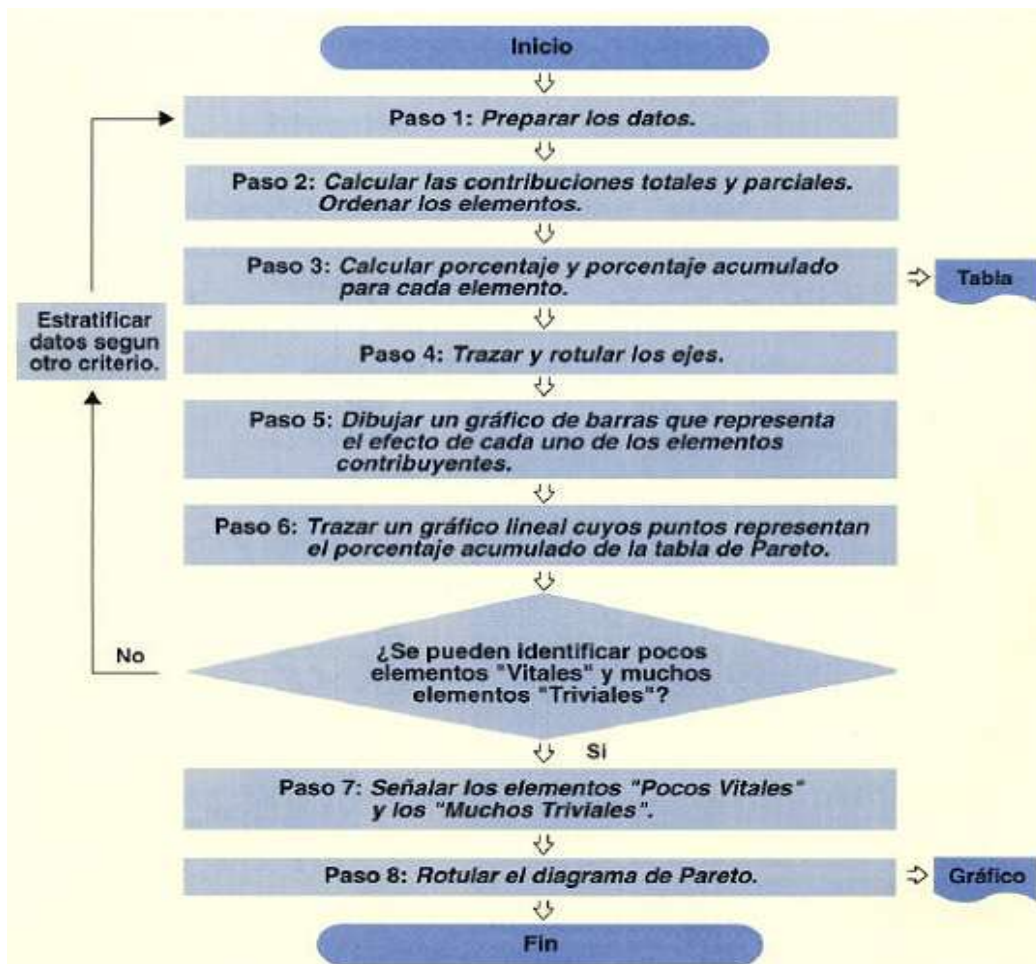 Inicio
Paso 1: Preparar los datos.
Paso 2: Calcular las contribuciones totales y parciales.
Ordenar los elementos.
Paso 3: Calcular porcentaje y porcentaje acumulado
para cada elemento.
Tabla
Estratificar
datos segun
otro criterio.
Paso 4: Trazar y rotular los ejes.
Paso 5: Dibujar un gráfico de barras que representa
el efecto de cada uno de los elementos
contribuyentes.
Paso 6: Trazar un gráfico lineal cuyos puntos representan
el porcentaje acumulado de la tabla de Pareto.
No
¿Se pueden identificar pocos
elementos "Vitales" y muchos
elementos "Triviales"?
Si
Paso 7: Señalar los elementos "Pocos Vitales"
y los "Muchos Triviales".
Paso 8: Rotular el diagrama de Pareto.
Gráfico
Fin